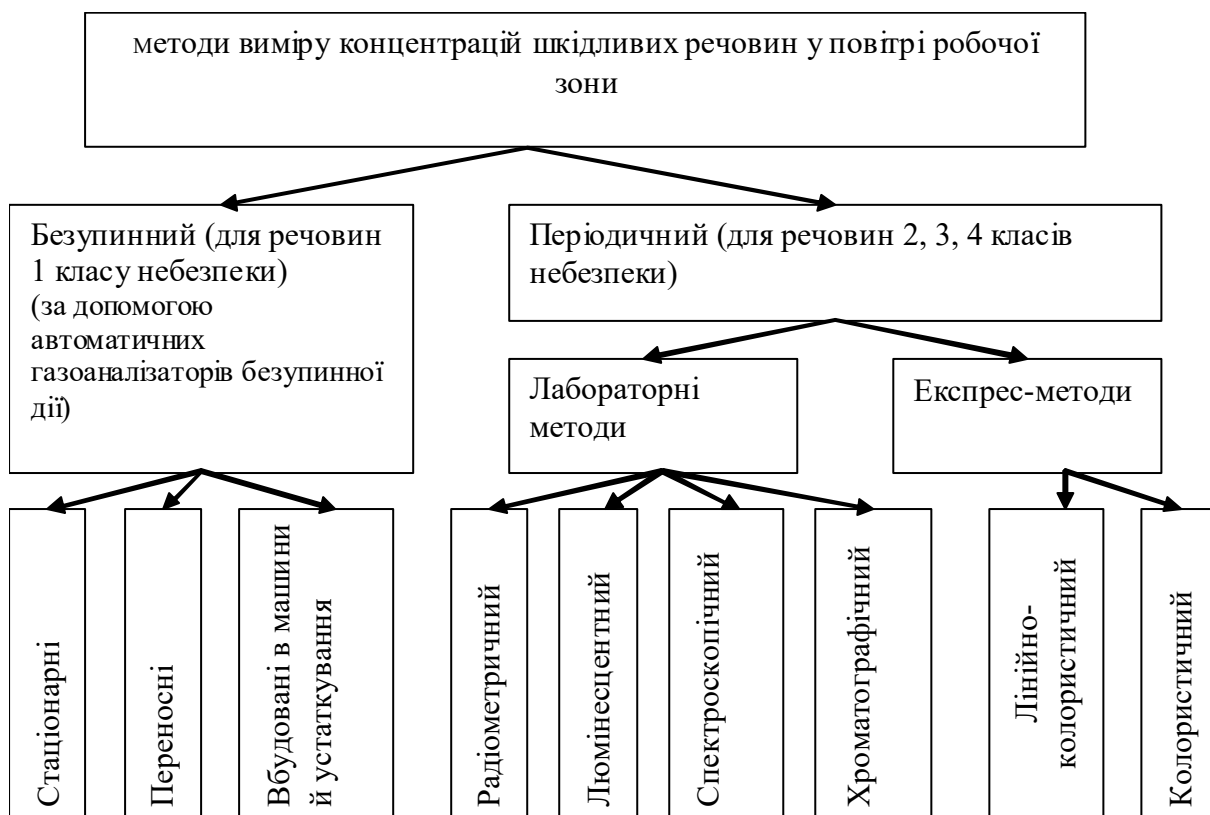 методи виміру концентрацій шкідливих речовин у повітрі робочої
зони
Безупинний (для речовин
1 класу небезпеки)
(за допомогою
автоматичних
газоаналізаторів безупинної
дії)
Періодичний (для речовин 2, 3, 4 класів
небезпеки)
Лабораторні
методи
Експрес-методи
Стаціонарні
Переносні
Вбудовані в машини
й устаткування
Радіометричний
Люмінесцентний
Спектроскопічний
Хроматографічний
Лінійно-
колористичний
Колористичний